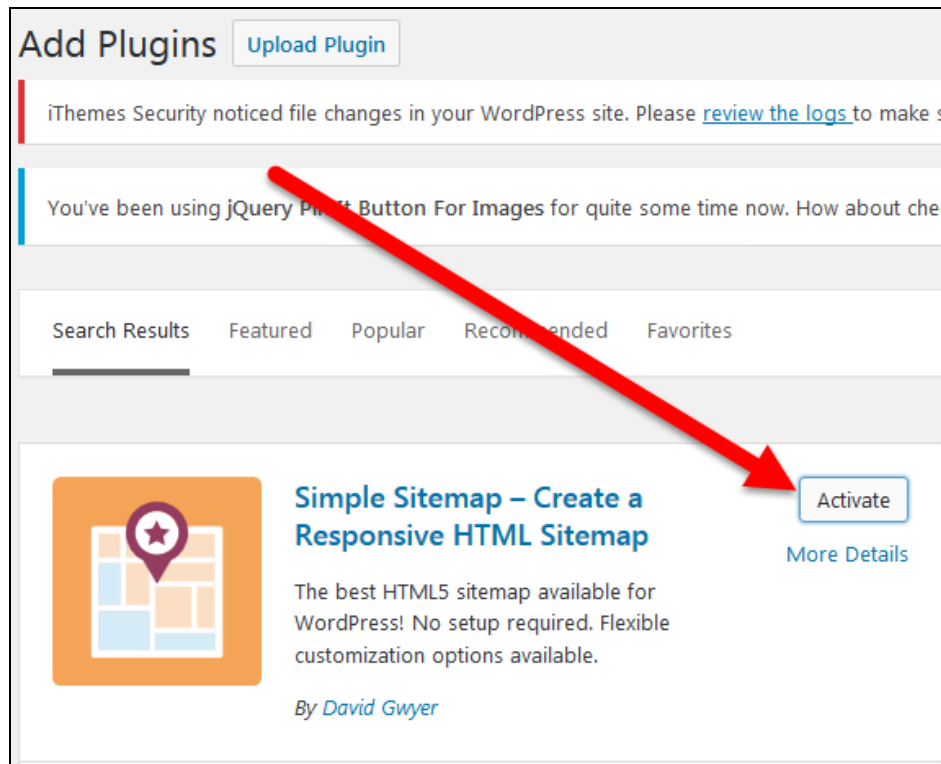 Add Plugins Upload Plugin
iThemes Security noticed file changes in your WordPress site. Please review the logs to make
You've been using jQuery Pin It Button For Images for quite some time now. How about
Search Results Featured Popular Recommended Favorites
Simple Sitemap – Create a
Responsive HTML Sitemap
Activate
More Details
The best HTML5 sitemap available for
WordPress! No setup required. Flexible
customization options available.
By David Gwyer